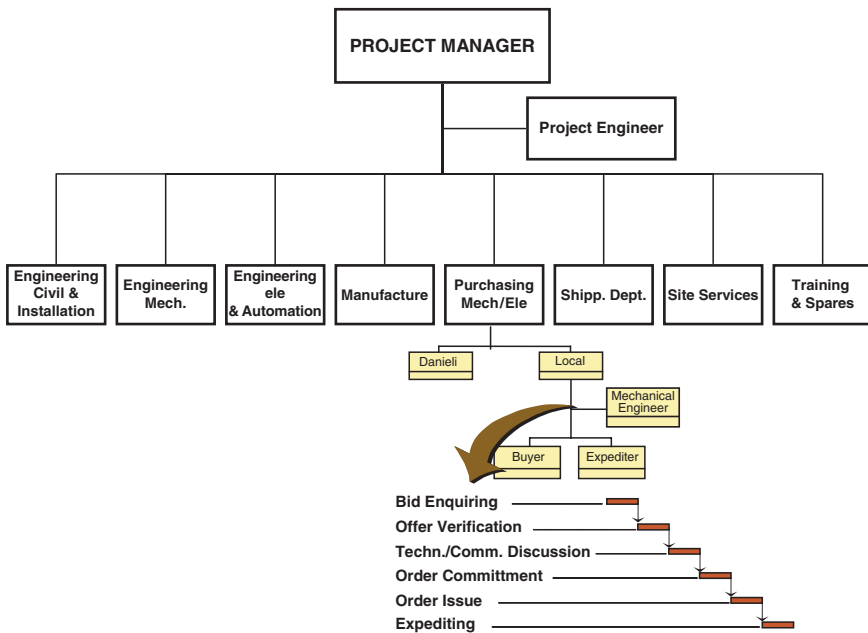 PROJECT MANAGER
Project Engineer
Engineering
Civil &
Installation
Engineering
Mech.
Engineering
ele
& Automation
Manufacture
Purchasing
Mech/Ele
Shipp. Dept.
Site Services
Training
& Spares
Danieli
Local
Mechanical
Engineer
Buyer
Expediter
Bid Enquiring
Offer Verification
Techn./Comm. Discussion
Order Committment
Order Issue
Expediting